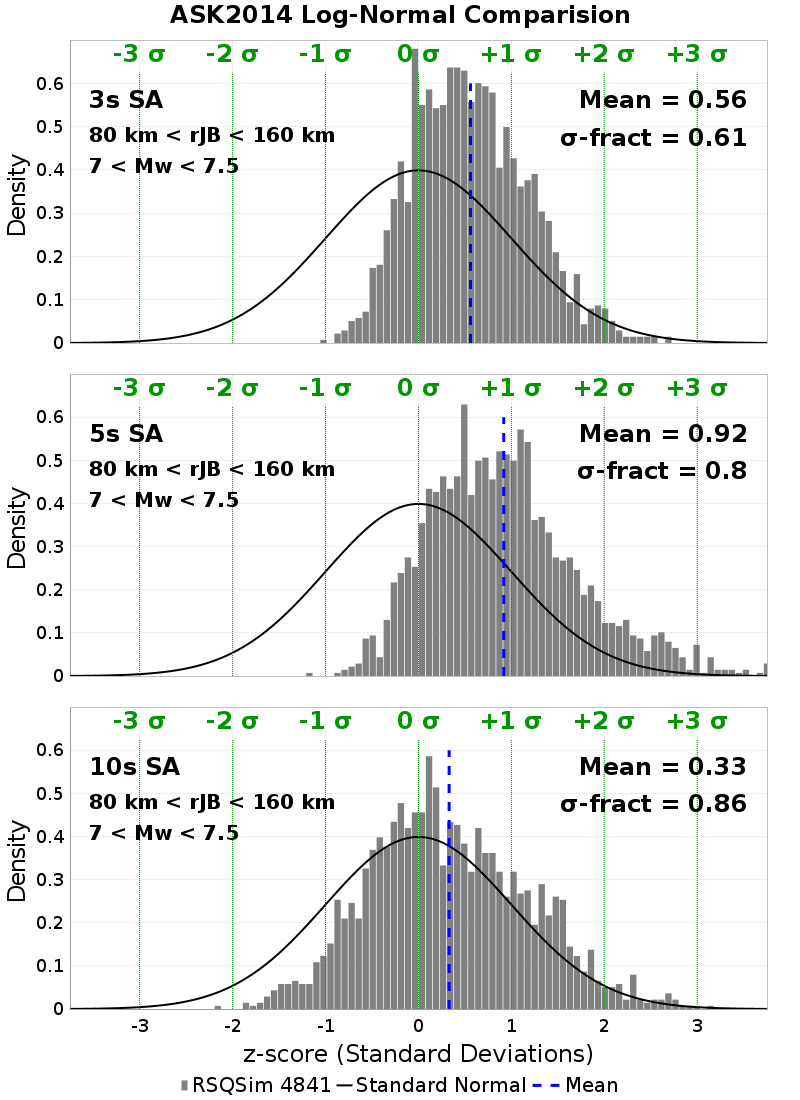 ASK2014 Log-Normal Comparision
-3 σ -2 σ -1 σ 0 σ +1 σ +2 σ +3 σ
3s SA
80 km < rJB < 160 km
7 < Mw < 7.5
Mean = 0.56
σ-fract = 0.61
Density
0.6
0.5
0.4
0.3
0.2
0.1
0
-3 σ -2 σ -1 σ 0 σ +1 σ +2 σ +3 σ
5s SA
80 km < rJB < 160 km
7 < Mw < 7.5
Mean = 0.92
σ-fract = 0.8
Density
0.6
0.5
0.4
0.3
0.2
0.1
0
-3 σ -2 σ -1 σ 0 σ +1 σ +2 σ +3 σ
10s SA
80 km < rJB < 160 km
7 < Mw < 7.5
Mean = 0.33
σ-fract = 0.86
Density
0.6
0.5
0.4
0.3
0.2
0.1
0
-3 -2 -1 0 1 2 3
z-score (Standard Deviations)
RSQSim 4841 Standard Normal Mean